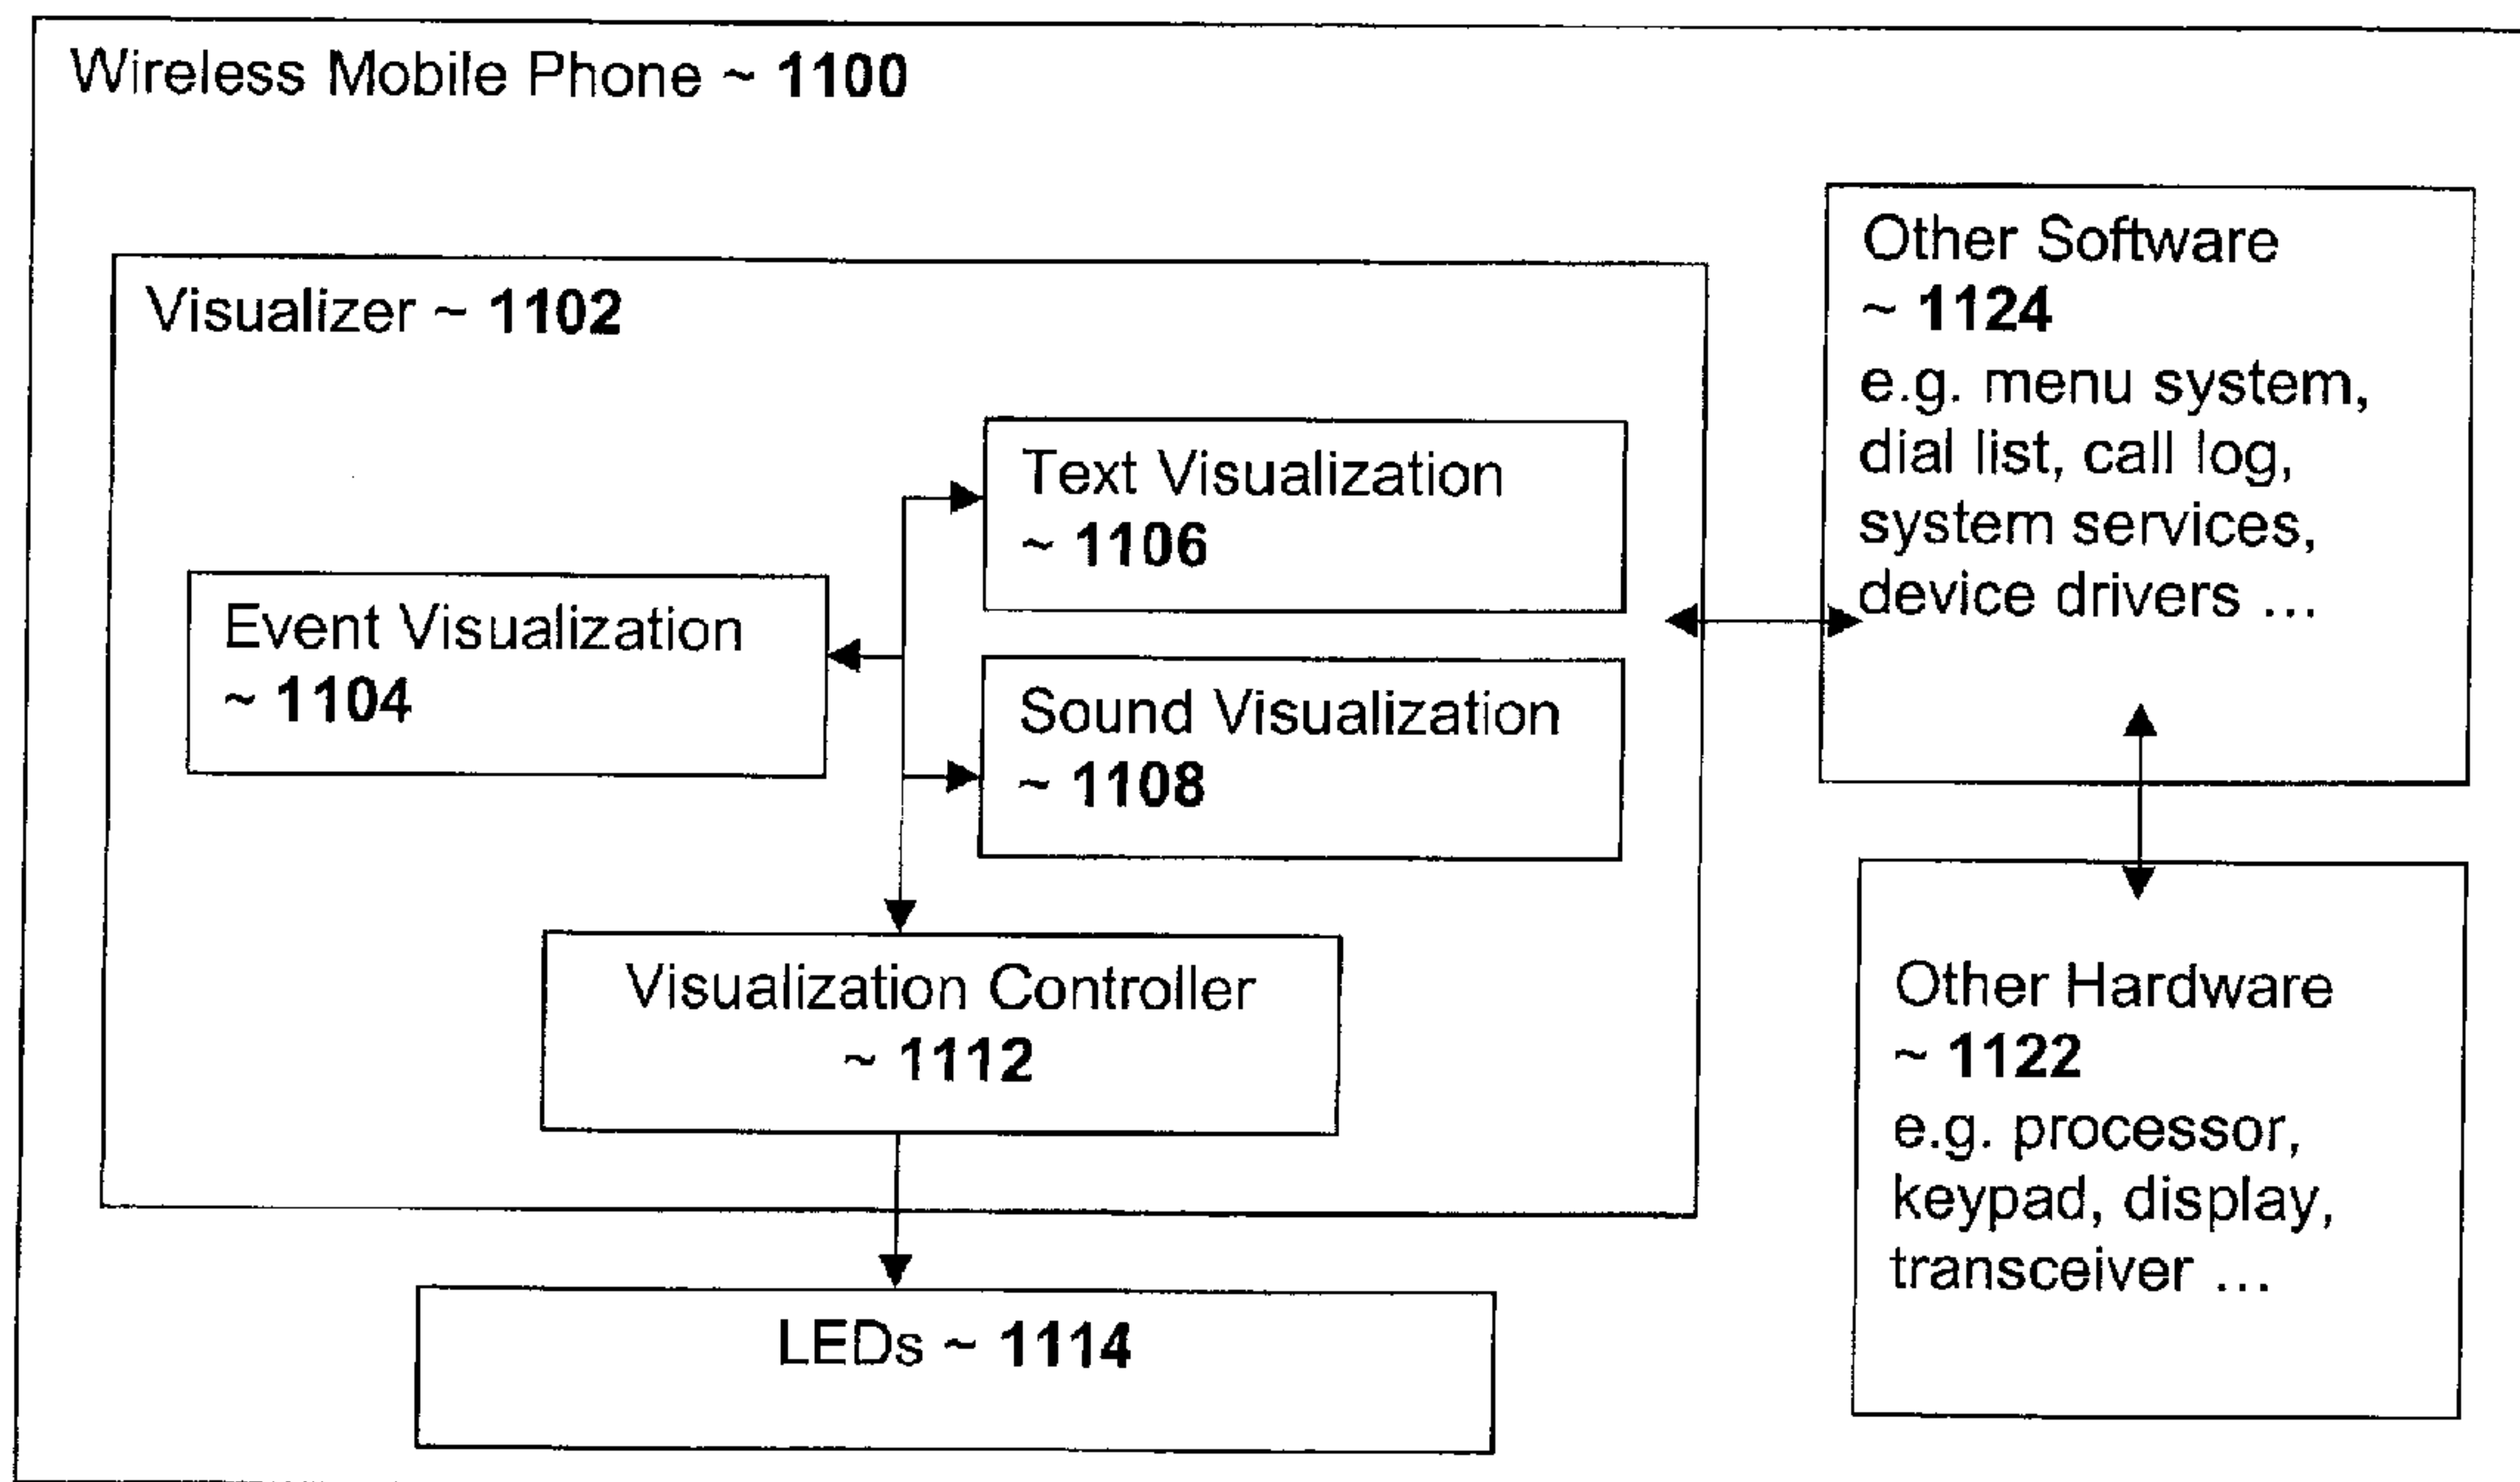 Wireless Mobile Phone ~ 1100
Visualizer ~ 1102
Text Visualization
~ 1106
Event Visualization
~ 1104
Sound Visualization
~ 1108
Visualization Controller
~ 1112
LEDs ~ 1114
Other Software
~ 1124
e.g. menu system,
dial list, call log,
system services,
device drivers ...
Other Hardware
~ 1122
e.g. processor,
keypad, display,
transceiver ...